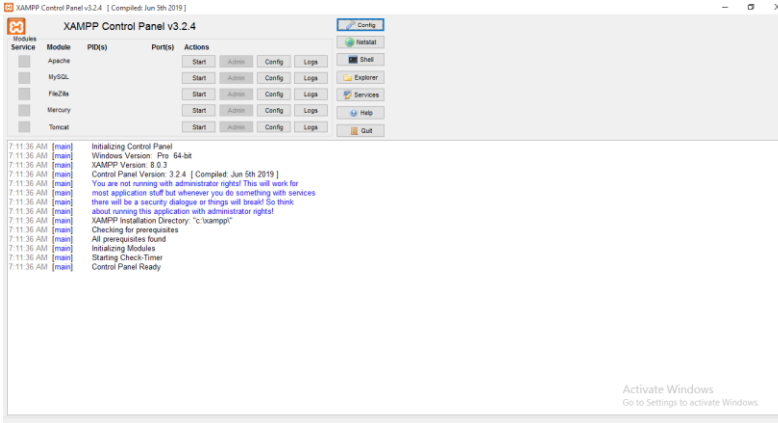 XAMPP Control Panel v3.2.4 [ Compiled: Jun 5th 2019 ]
XAMPP Control Panel v3.2.4
Config
Modules
Service Module PID(s) Port(s) Actions
Netstat
Apache Start Admin Config Logs
Shell
MySQL Start Admin Config Logs
Explorer
FileZilla Start Admin Config Logs
Services
Mercury Start Admin Config Logs
Help
Tomcat Start Admin Config Logs
Quit
7:11:36 AM [main] Initializing Control Panel
7:11:36 AM [main] Windows Version: Pro 64-bit
7:11:36 AM [main] XAMPP Version: 8.0.3
7:11:36 AM [main] Control Panel Version: 3.2.4 [ Compiled: Jun 5th 2019 ]
7:11:36 AM [main] You are not running with administrator rights! This will work for
7:11:36 AM [main] most application stuff but whenever you do something with services
7:11:36 AM [main] there will be a security dialogue or things will break! So think
7:11:36 AM [main] about running this application with administrator rights!
7:11:36 AM [main] XAMPP Installation Directory: "c:\xampp\"
7:11:36 AM [main] Checking for prerequisites
7:11:36 AM [main] All prerequisites found
7:11:36 AM [main] Initializing Modules
7:11:36 AM [main] Starting Check-Timer
7:11:36 AM [main] Control Panel Ready
Activate Windows
Go to Settings to activate Windows.